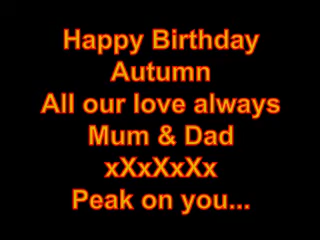 Happy Birthday
Autumn
All our love always
Mum & Dad
xXxXxXx
Peak on you...